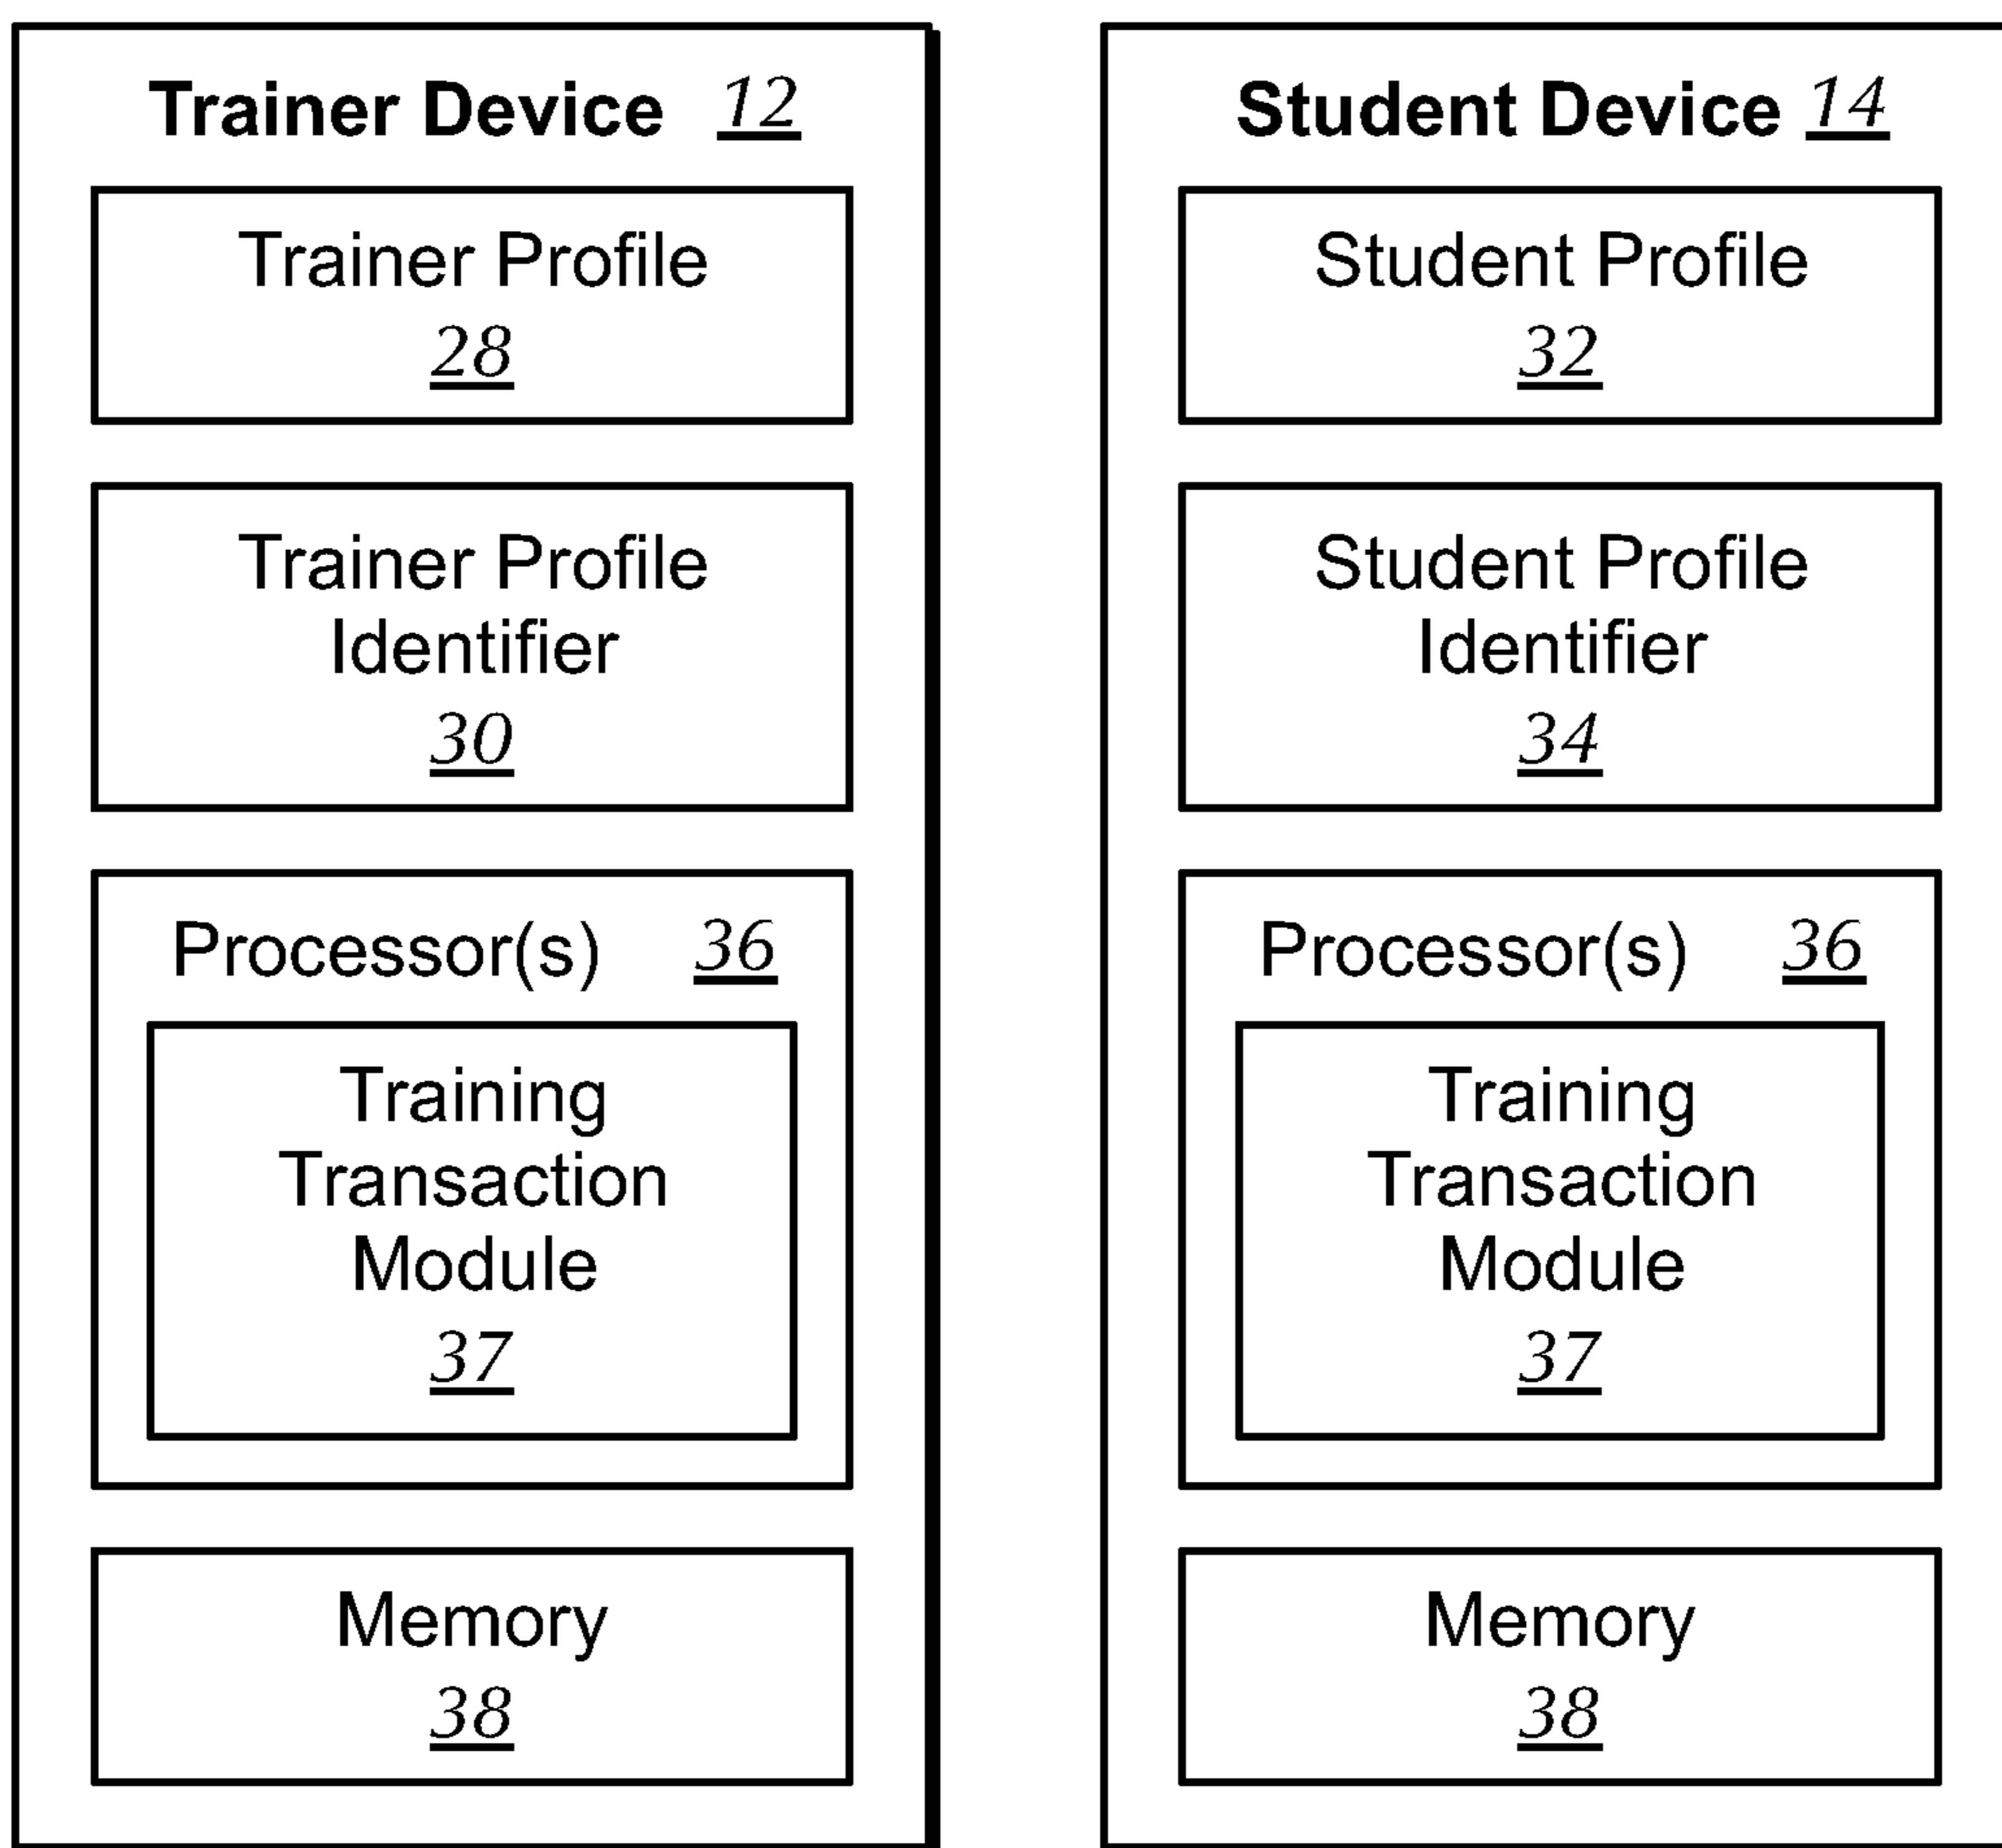 Trainer Device 12
Trainer Profile
28
Trainer Profile
Identifier
30
Processor(s) 36
Training
Transaction
Module
37
Memory
38
Student Device 14
Student Profile
32
Student Profile
Identifier
34
Processor(s) 36
Training
Transaction
Module
37
Memory
38